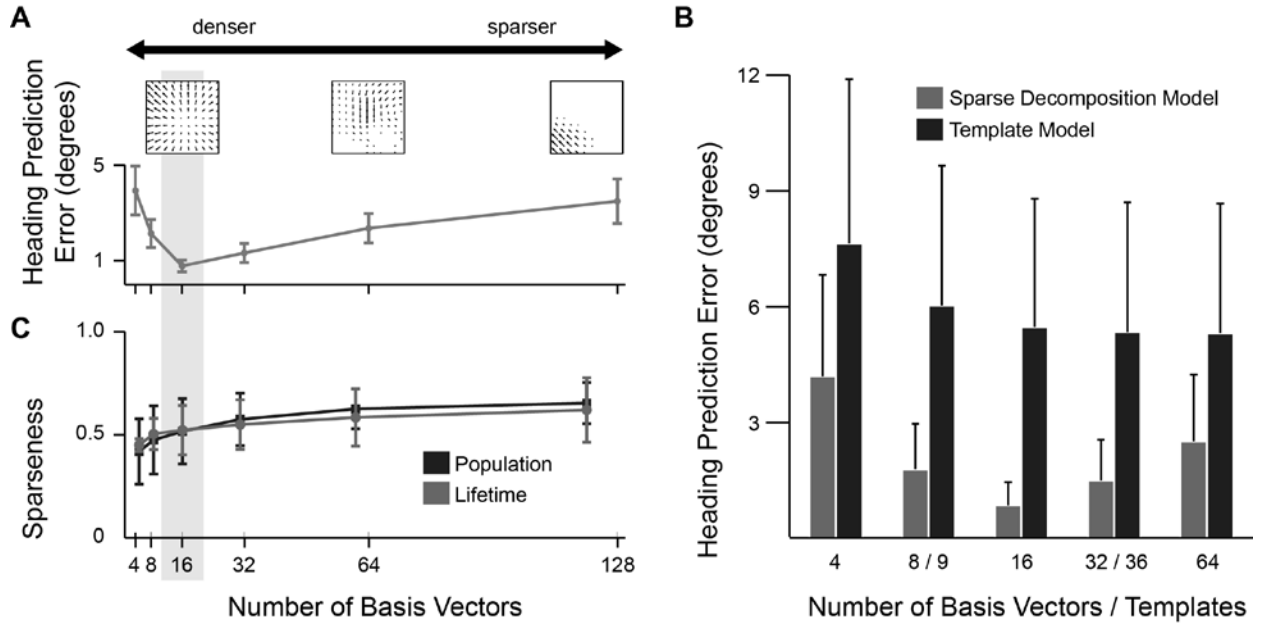 A
denser
sparser
Heading Prediction
Error (degrees)
5
1
C
1.0
0.5
0
Sparseness
Population
Lifetime
4 8 16 32 64 128
Number of Basis Vectors
B
12
9
6
3
Heading Prediction Error (degrees)
Sparse Decomposition Model
Template Model
4 8 / 9 16 32 / 36 64
Number of Basis Vectors / Templates